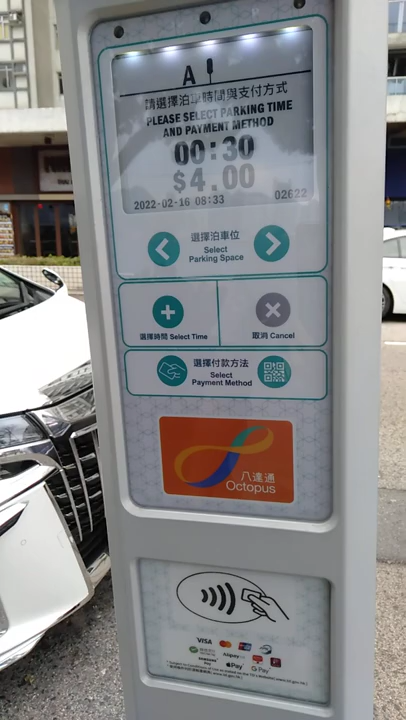 A
請選擇泊車時間與支付方式
PLEASE SELECT PARKING TIME
AND PAYMENT METHOD
00:30
$4.00
2022-02-16 08:33 02622
選擇泊車位
Select
Parking Space
選擇時間 Select Time
取消 Cancel
選擇付款方法
Select
Payment Method
八達通
Octopus
VISA
Pay
G Pay